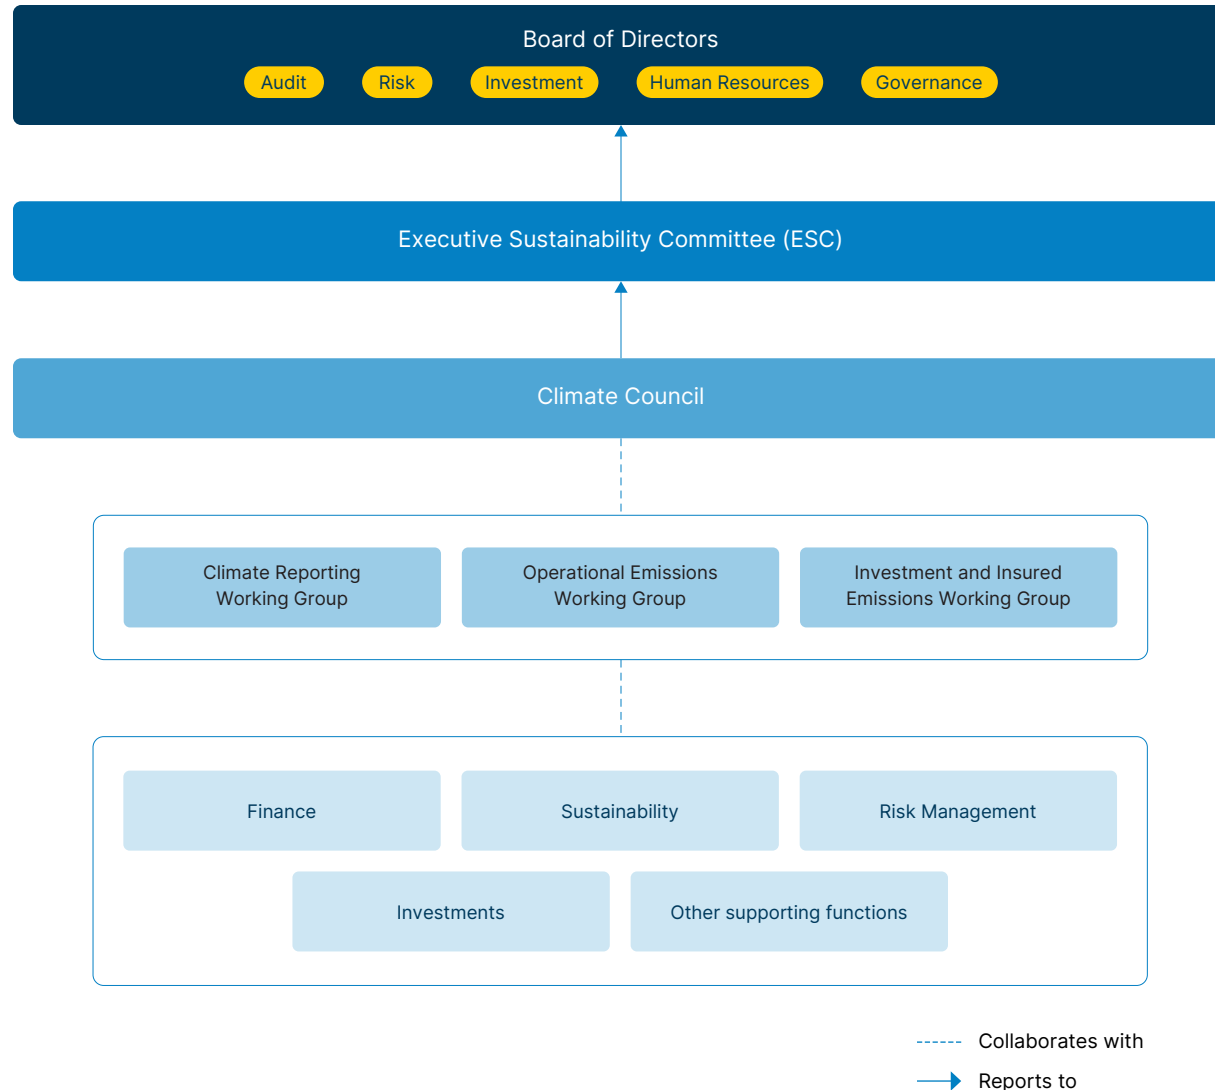 Board of Directors
Audit Risk Investment Human Resources Governance
Executive Sustainability Committee (ESC)
Climate Council
Climate Reporting
Working Group
Operational Emissions
Working Group
Investment and Insured
Emissions Working Group
Finance
Sustainability
Risk Management
Investments
Other supporting functions
Collaborates with
Reports to